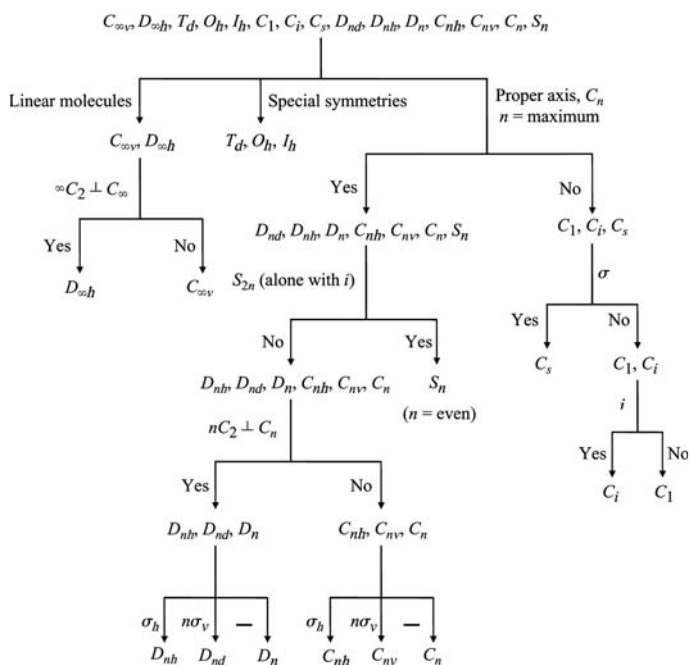 C∞v, D∞h, Td, Oh, Ih, C1, Ci, Cs, Dnd, Dnh, Dn, Cnh, Cnv, Cn, Sn
Linear molecules
Special symmetries
Proper axis, Cn
n = maximum
C∞v, D∞h
Td, Oh, Ih
∞C2 ⊥ C∞
Yes
No
D∞h
C∞v
Yes
No
Dnd, Dnh, Dn, Cnh, Cnv, Cn, Sn
C1, Ci, Cs
S2n (alone with i)
σ
Yes
No
Cs
C1, Ci
No
Yes
Dnh, Dnd, Dn, Cnh, Cnv, Cn
Sn
(n = even)
i
Yes
No
Ci
C1
nC2 ⊥ Cn
Yes
No
Dnh, Dnd, Dn
Cnh, Cnv, Cn
σh
nσv
—
σh
nσv
—
Dnh
Dnd
Dn
Cnh
Cnv
Cn